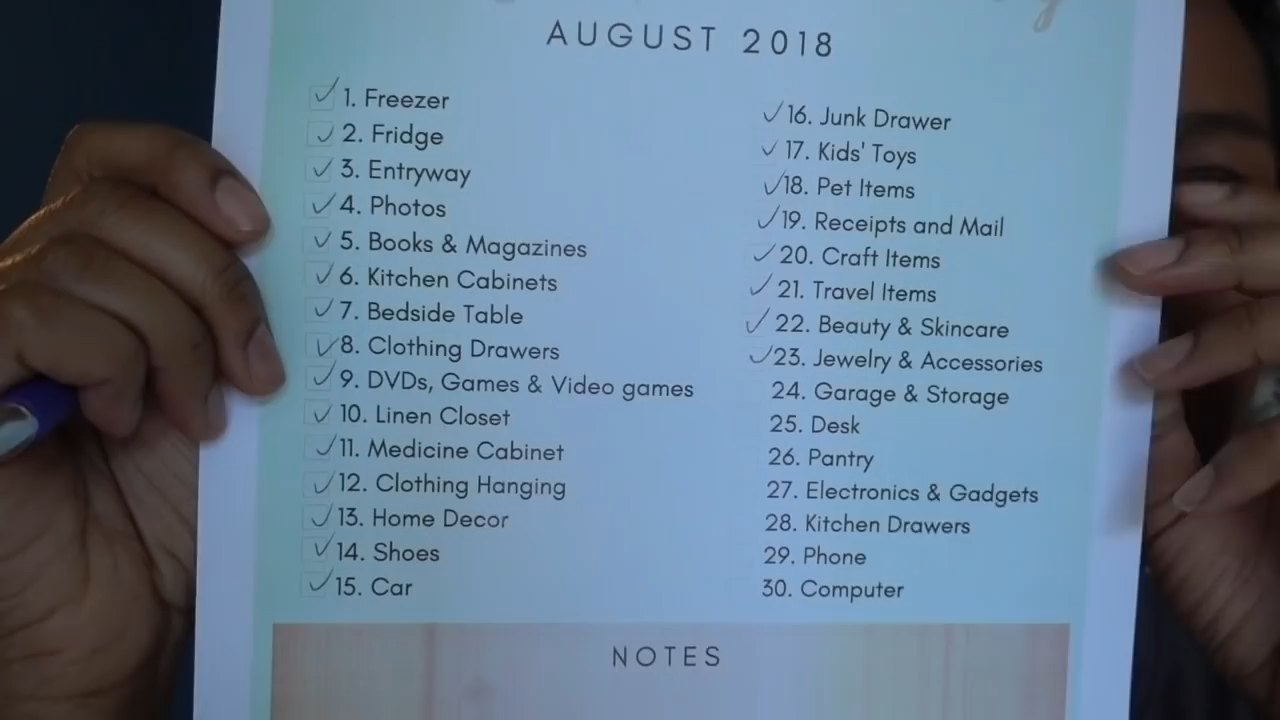 AUGUST 2018
1. Freezer
2. Fridge
3. Entryway
4. Photos
5. Books & Magazines
6. Kitchen Cabinets
7. Bedside Table
8. Clothing Drawers
9. DVDs, Games & Video games
10. Linen Closet
11. Medicine Cabinet
12. Clothing Hanging
13. Home Decor
14. Shoes
15. Car
16. Junk Drawer
17. Kids' Toys
18. Pet Items
19. Receipts and Mail
20. Craft Items
21. Travel Items
22. Beauty & Skincare
23. Jewelry & Accessories
24. Garage & Storage
25. Desk
26. Pantry
27. Electronics & Gadgets
28. Kitchen Drawers
29. Phone
30. Computer
NOTES